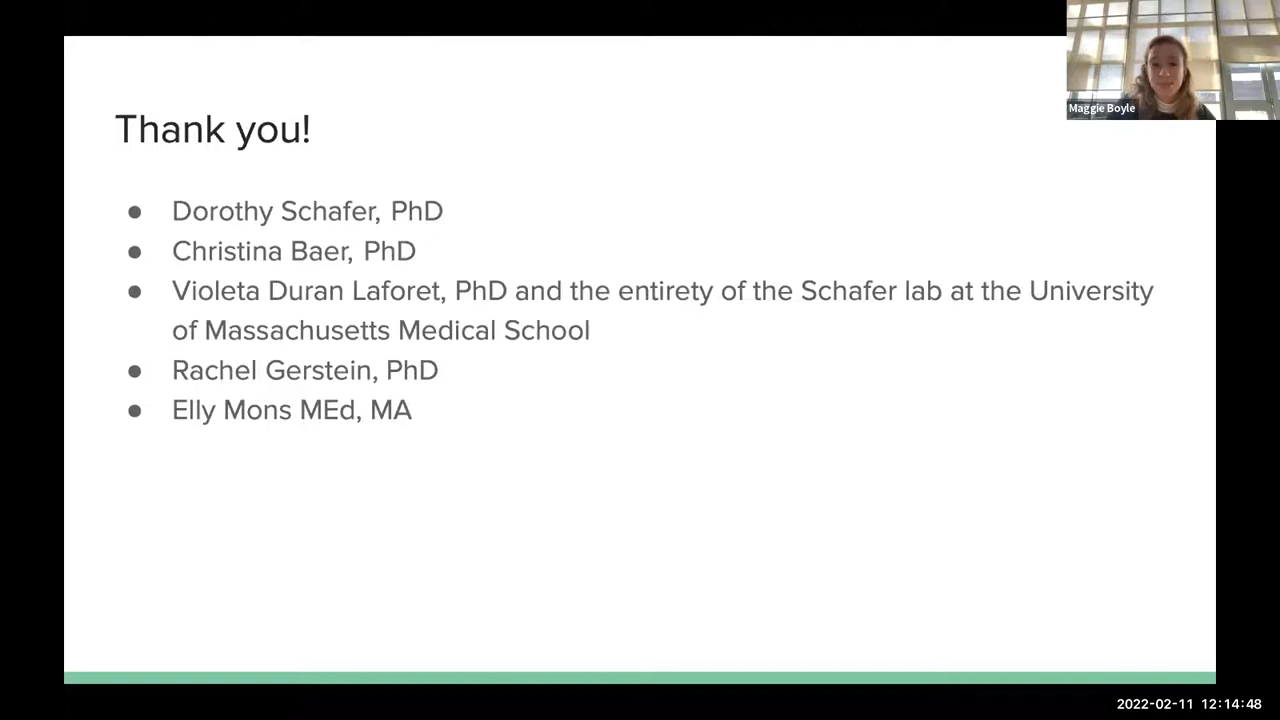 Maggie Boyle
Thank you!
● Dorothy Schafer, PhD
● Christina Baer, PhD
● Violeta Duran Laforet, PhD and the entirety of the Schafer lab at the University
of Massachusetts Medical School
● Rachel Gerstein, PhD
● Elly Mons MEd, MA
2022-02-11 12:14:48